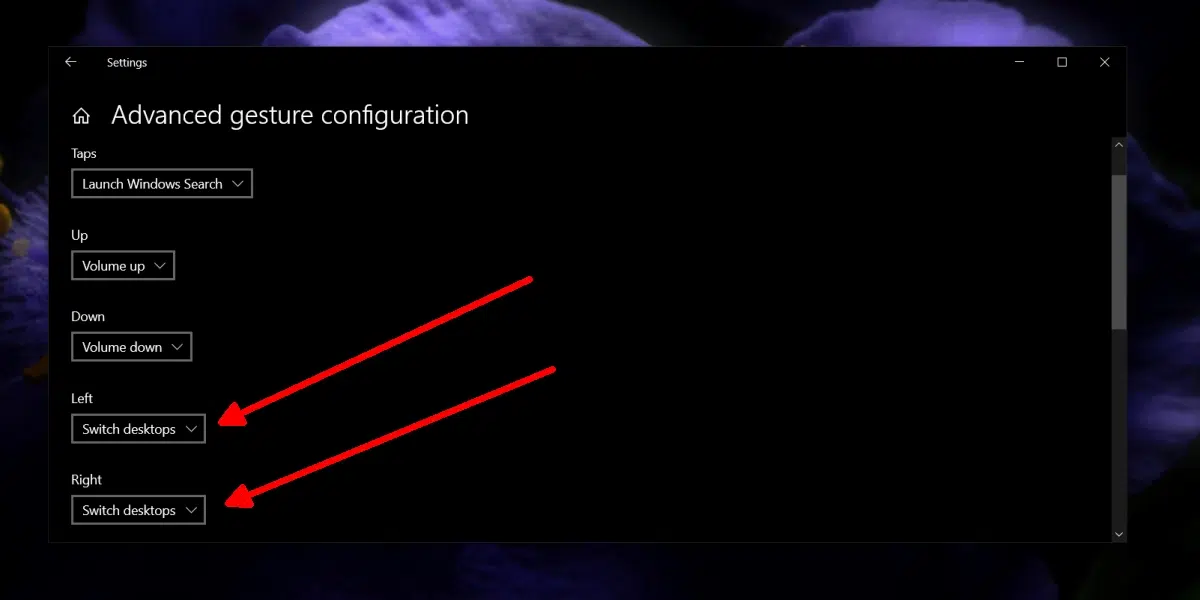 Settings
Advanced gesture configuration
Taps
Launch Windows Search
Up
Volume up
Down
Volume down
Left
Switch desktops
Right
Switch desktops